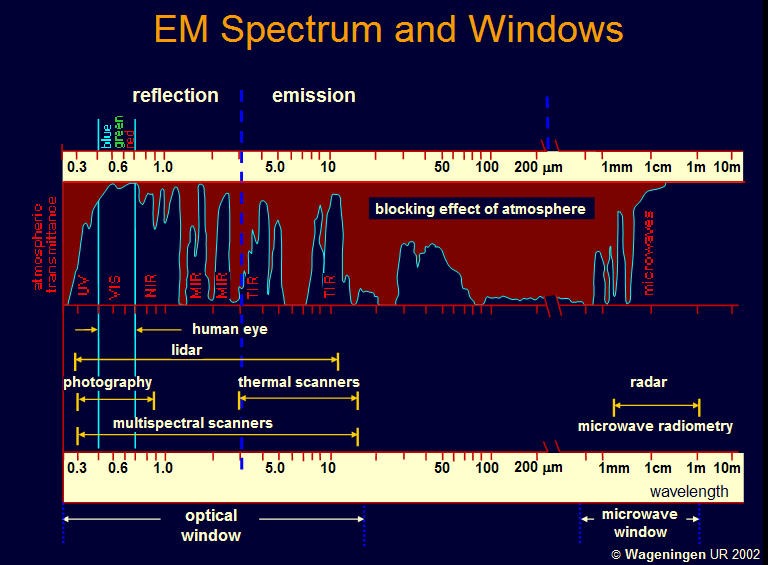 EM Spectrum and Windows
reflection emission
blue
green
red
0.3 0.6 1.0 5.0 10 50 100 200 µm 1mm 1cm 1m 10m
atmospheric
transmittance
blocking effect of atmosphere
UV VIS NIR MIR MIR TIR TIR microwaves
human eye
lidar
photography thermal scanners radar
multispectral scanners microwave radiometry
0.3 0.6 1.0 5.0 10 50 100 200 µm 1mm 1cm 1m 10m
wavelength
optical
window
microwave
window
© Wageningen UR 2002